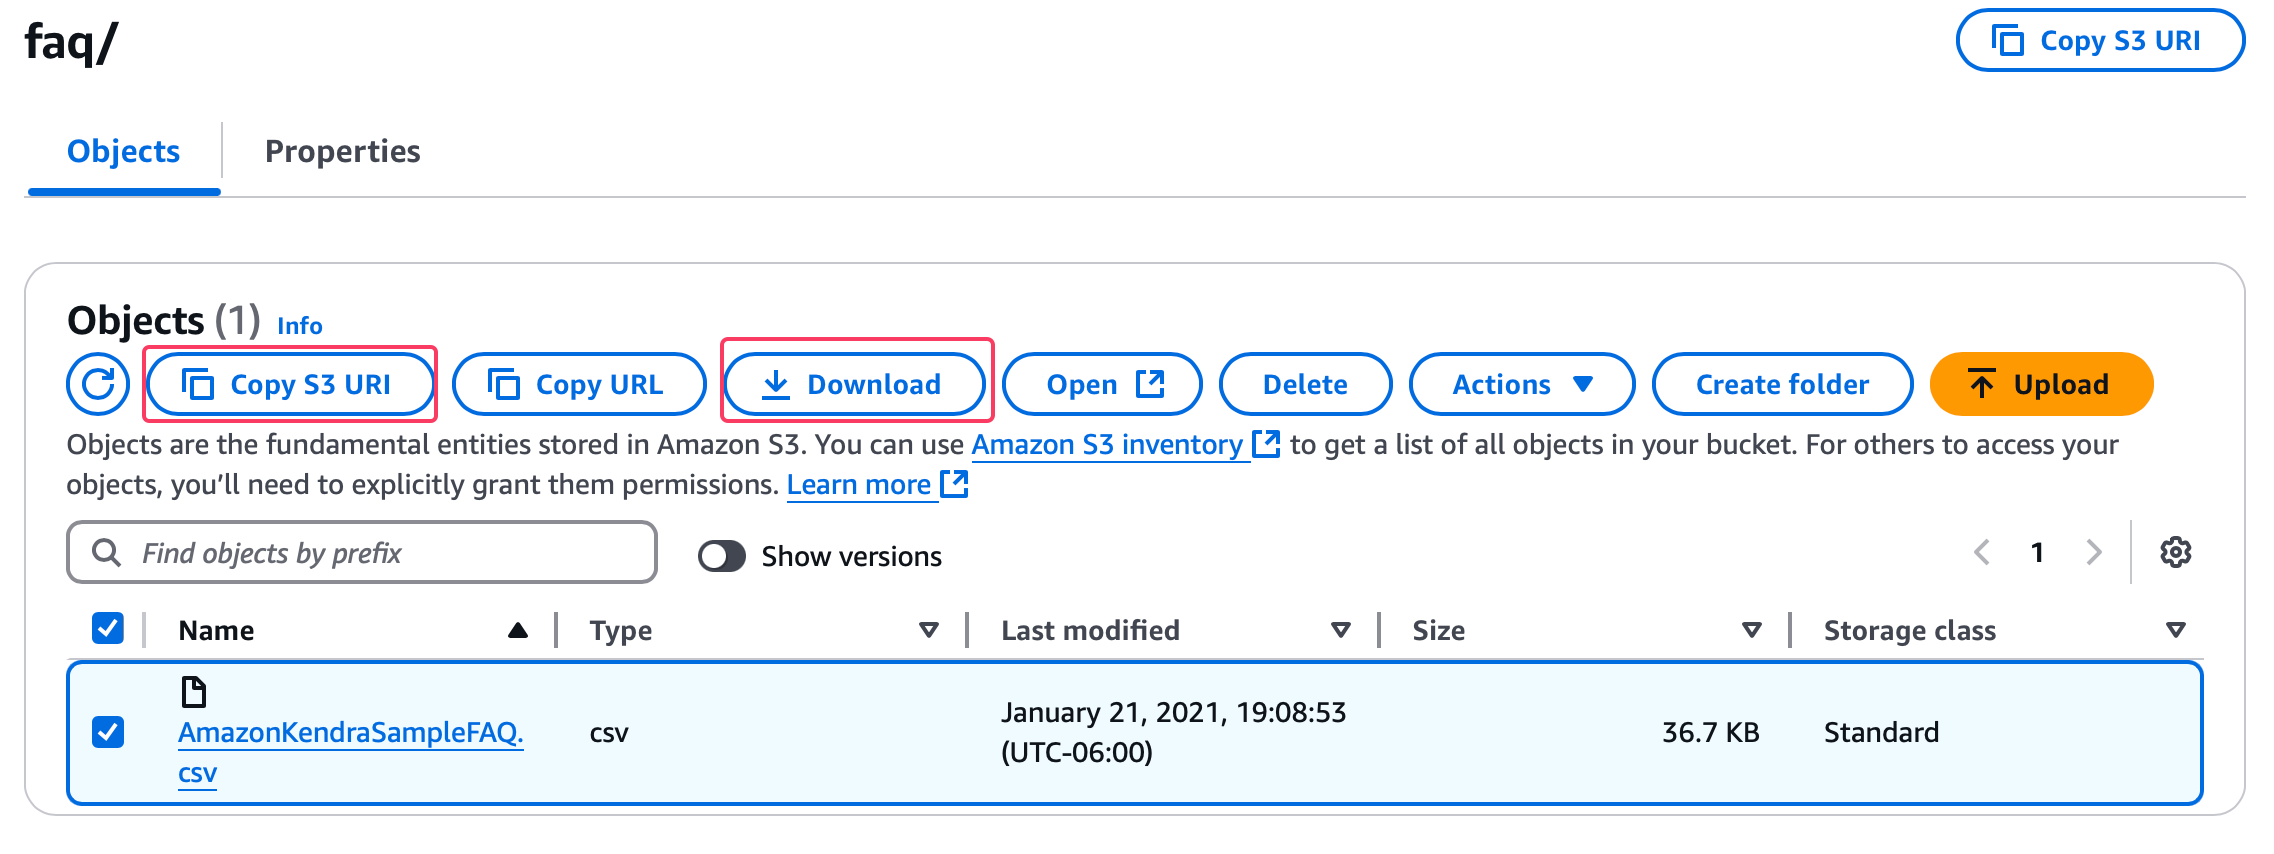 faq/
Copy S3 URI
Objects
Properties
Objects (1) Info
Copy S3 URI
Copy URL
Download
Open
Delete
Actions
Create folder
Upload
Objects are the fundamental entities stored in Amazon S3. You can use Amazon S3 inventory to get a list of all objects in your bucket. For others to access your
objects, you’ll need to explicitly grant them permissions. Learn more
Find objects by prefix
Show versions
1
Name
Type
Last modified
Size
Storage class
AmazonKendraSampleFAQ.
csv
csv
January 21, 2021, 19:08:53
(UTC-06:00)
36.7 KB
Standard